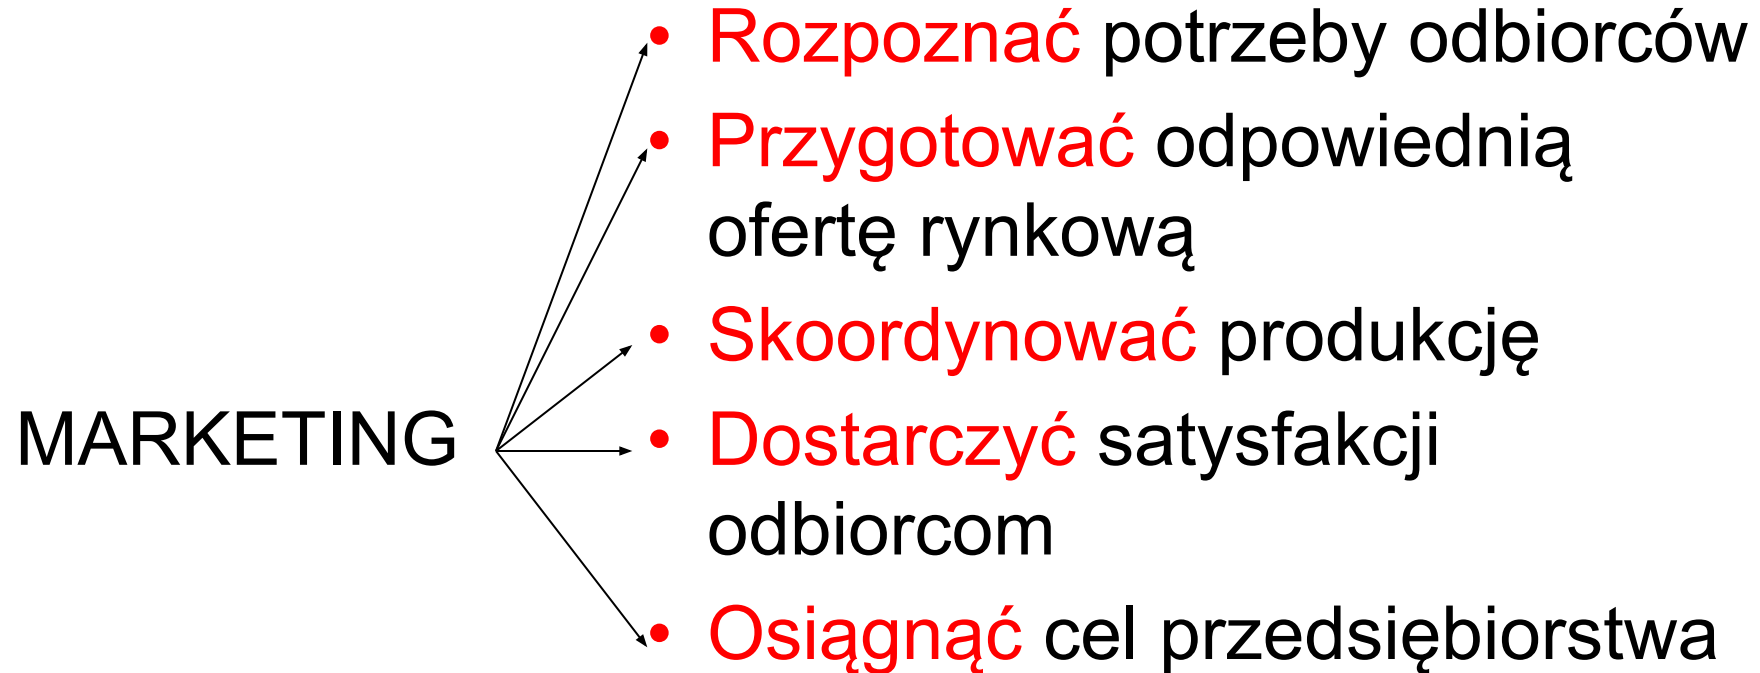 • Rozpoznać potrzeby odbiorców
• Przygotować odpowiednią
ofertę rynkową
• Skoordynować produkcję
MARKETING
• Dostarczyć satysfakcji
odbiorcom
• Osiągnąć cel przedsiębiorstwa